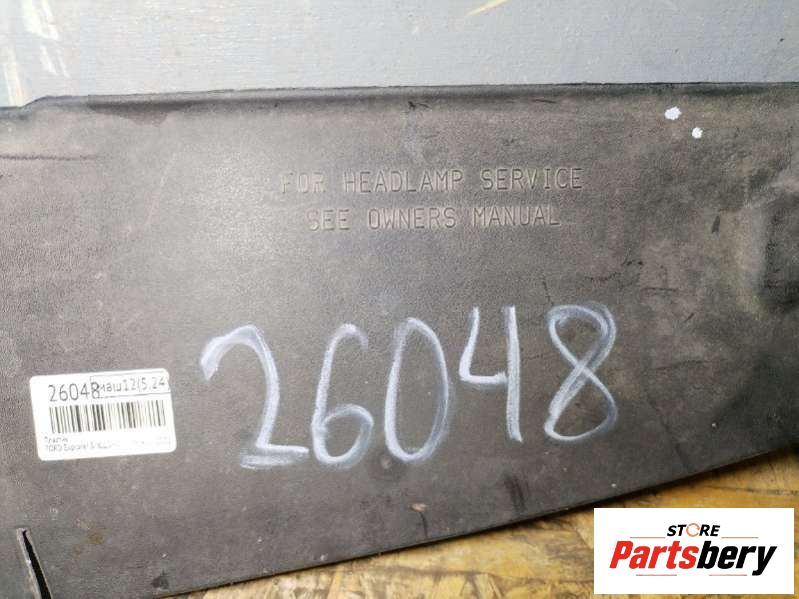 FOR HEADLAMP SERVICE
SEE OWNERS MANUAL
26048
26048 маш12(5,24
FORD Explorer
STORE
Partsbery